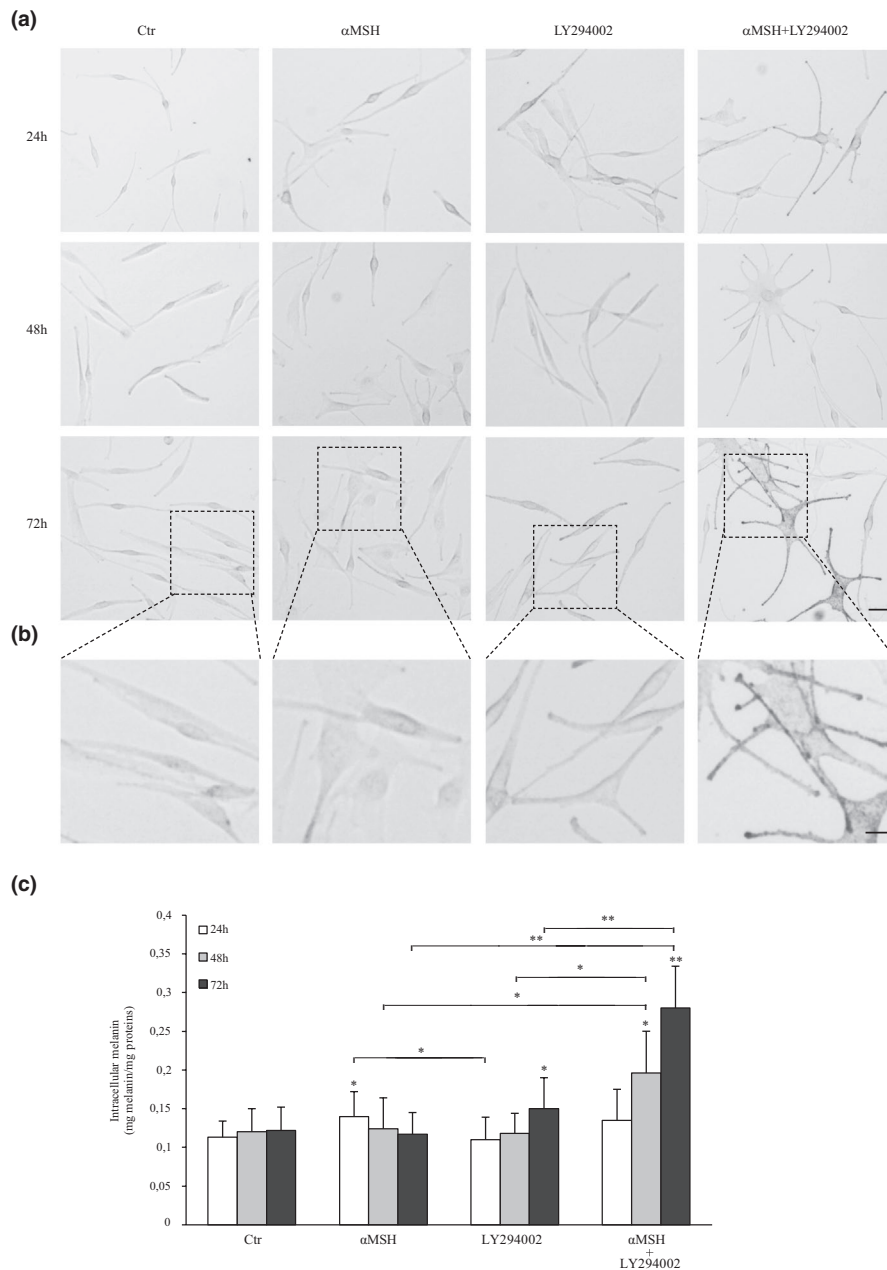 (a)
Ctr αMSH LY294002 αMSH+LY294002
24h
48h
72h
(b)
(c)
0,4
0,35
0,3
0,25
0,2
0,15
0,1
0,05
0
Intracellular melanin
(mg melanin/mg proteins)
24h
48h
72h
**
**
**
*
*
*
*
*
*
Ctr αMSH LY294002 αMSH
+
LY294002